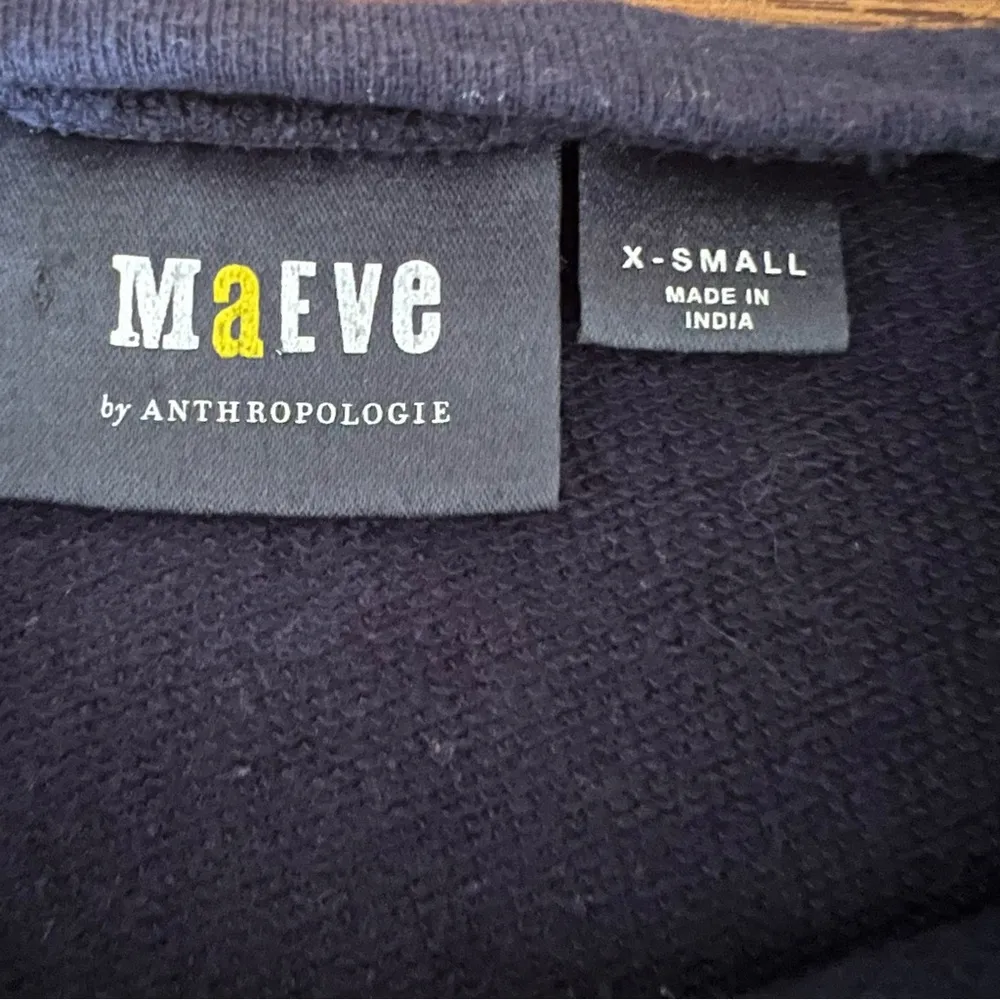 MaEVe
by ANTHROPOLOGIE
X-SMALL
MADE IN
INDIA